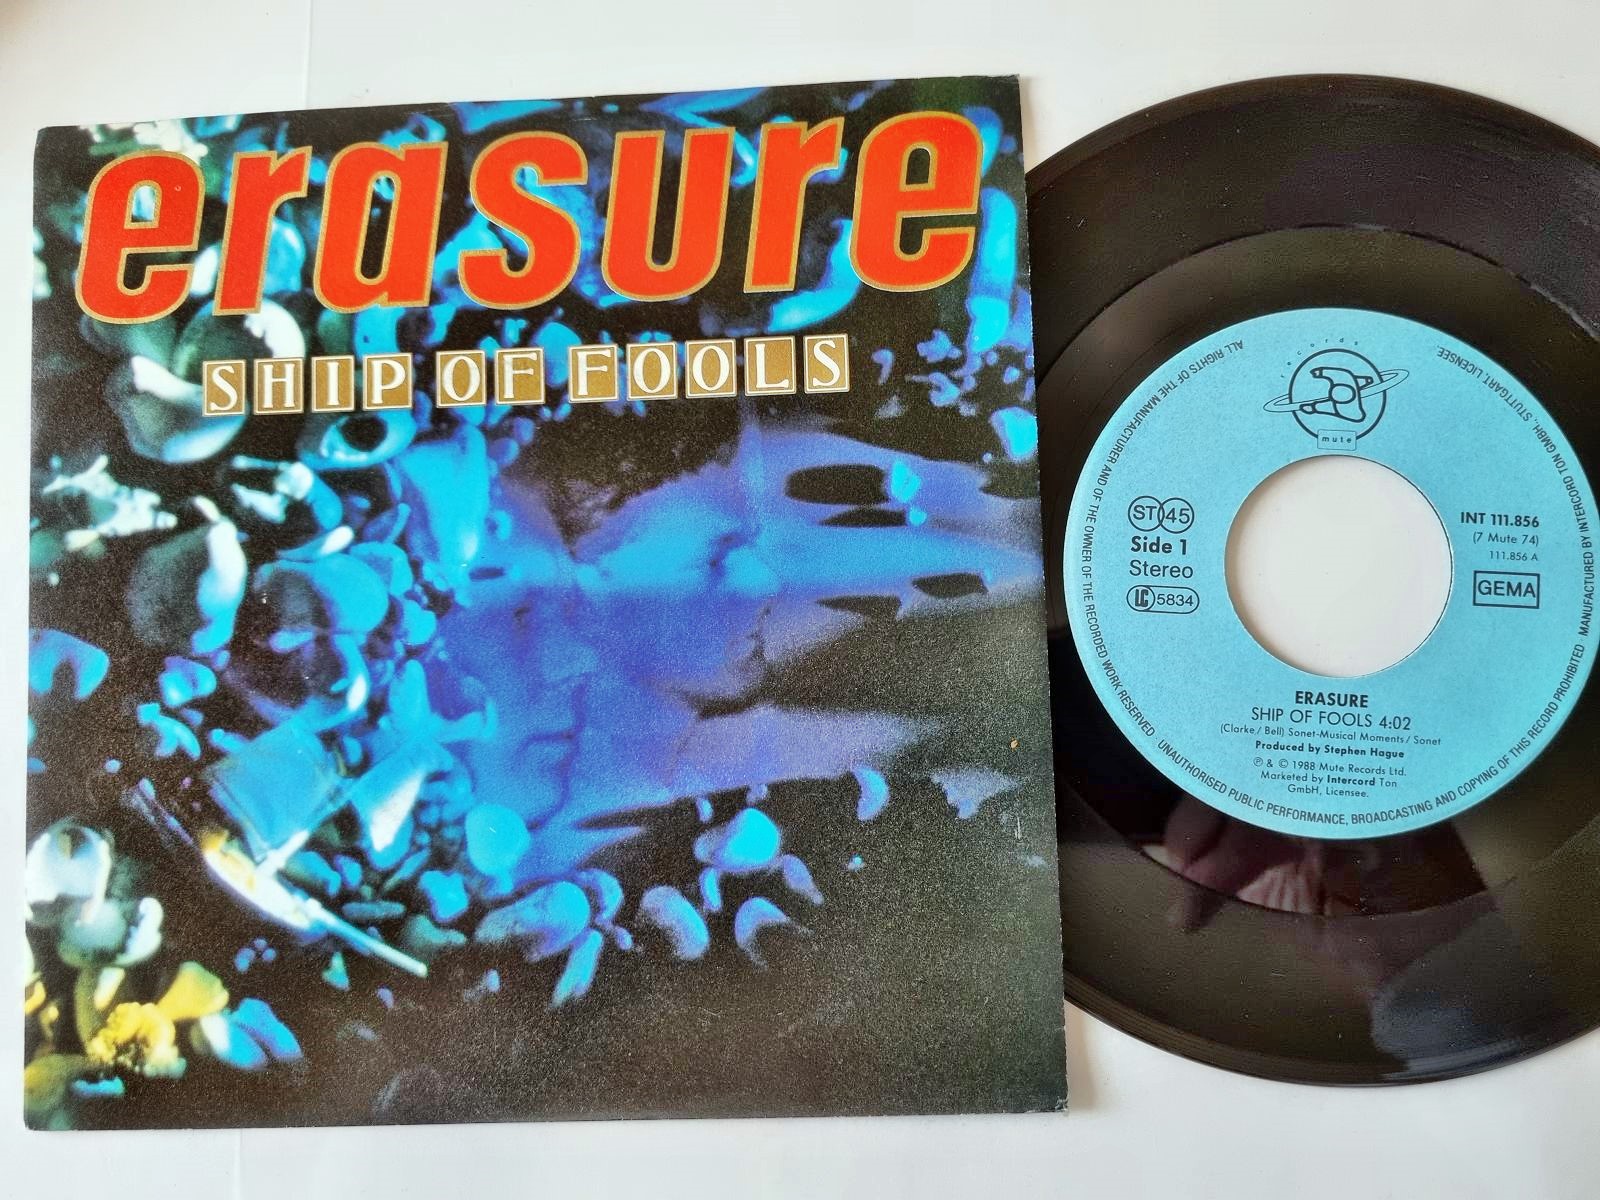 erasure
SHIP OF FOOLS
records
mute
ST 45
Side 1
Stereo
LC 5834
INT 111.856
(7 Mute 74)
111.856 A
GEMA
ERASURE
SHIP OF FOOLS 4:02
(Clarke / Bell) Sonet-Musical Moments / Sonet
Produced by Stephen Hague
℗ & © 1988 Mute Records Ltd.
Marketed by Intercord Ton
GmbH, Licensee.
ALL RIGHTS OF THE MANUFACTURER AND OF THE OWNER OF THE RECORDED WORK RESERVED UNAUTHORISED PUBLIC PERFORMANCE, BROADCASTING AND COPYING OF THIS RECORD PROHIBITED MANUFACTURED BY INTERCORD TON GMBH., STUTTGART, LICENSEE.